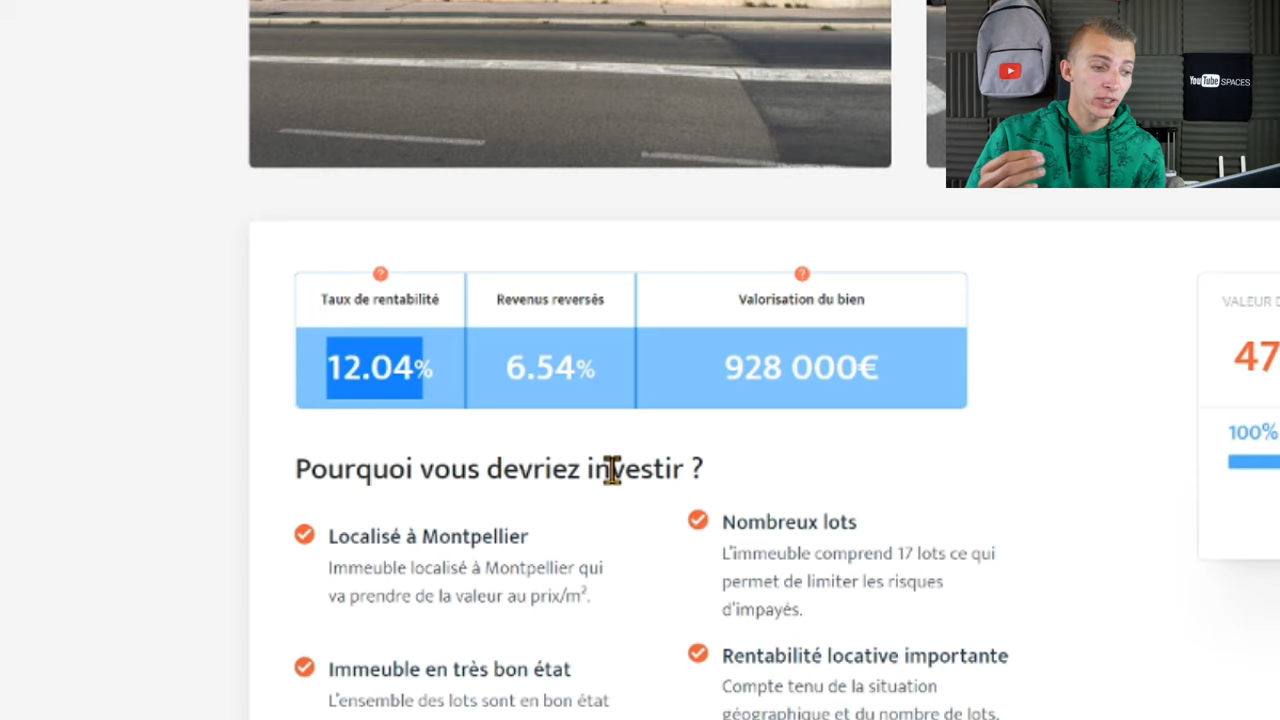 YouTube SPACES
Taux de rentabilité
Revenus reversés
Valorisation du bien
12.04%
6.54%
928 000€
VALEUR D
47
100%
Pourquoi vous devriez investir ?
Localisé à Montpellier
Immeuble localisé à Montpellier qui
va prendre de la valeur au prix/m².
Nombreux lots
L'immeuble comprend 17 lots ce qui
permet de limiter les risques
d'impayés.
Immeuble en très bon état
L'ensemble des lots sont en bon état
Rentabilité locative importante
Compte tenu de la situation
géographique et du nombre de lots,